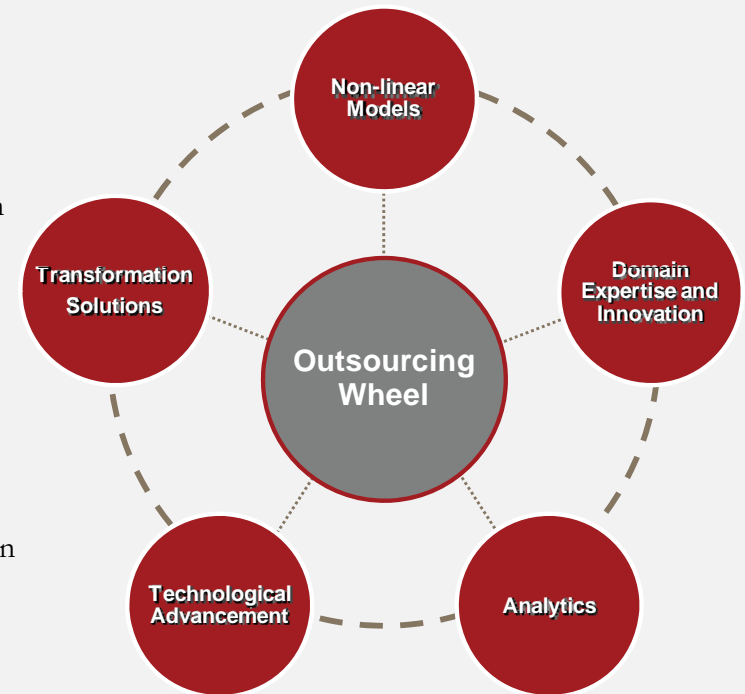 Non-linear
Models
Transformation
Solutions
Domain
Expertise and
Innovation
Outsourcing
Wheel
Technological
Advancement
Analytics